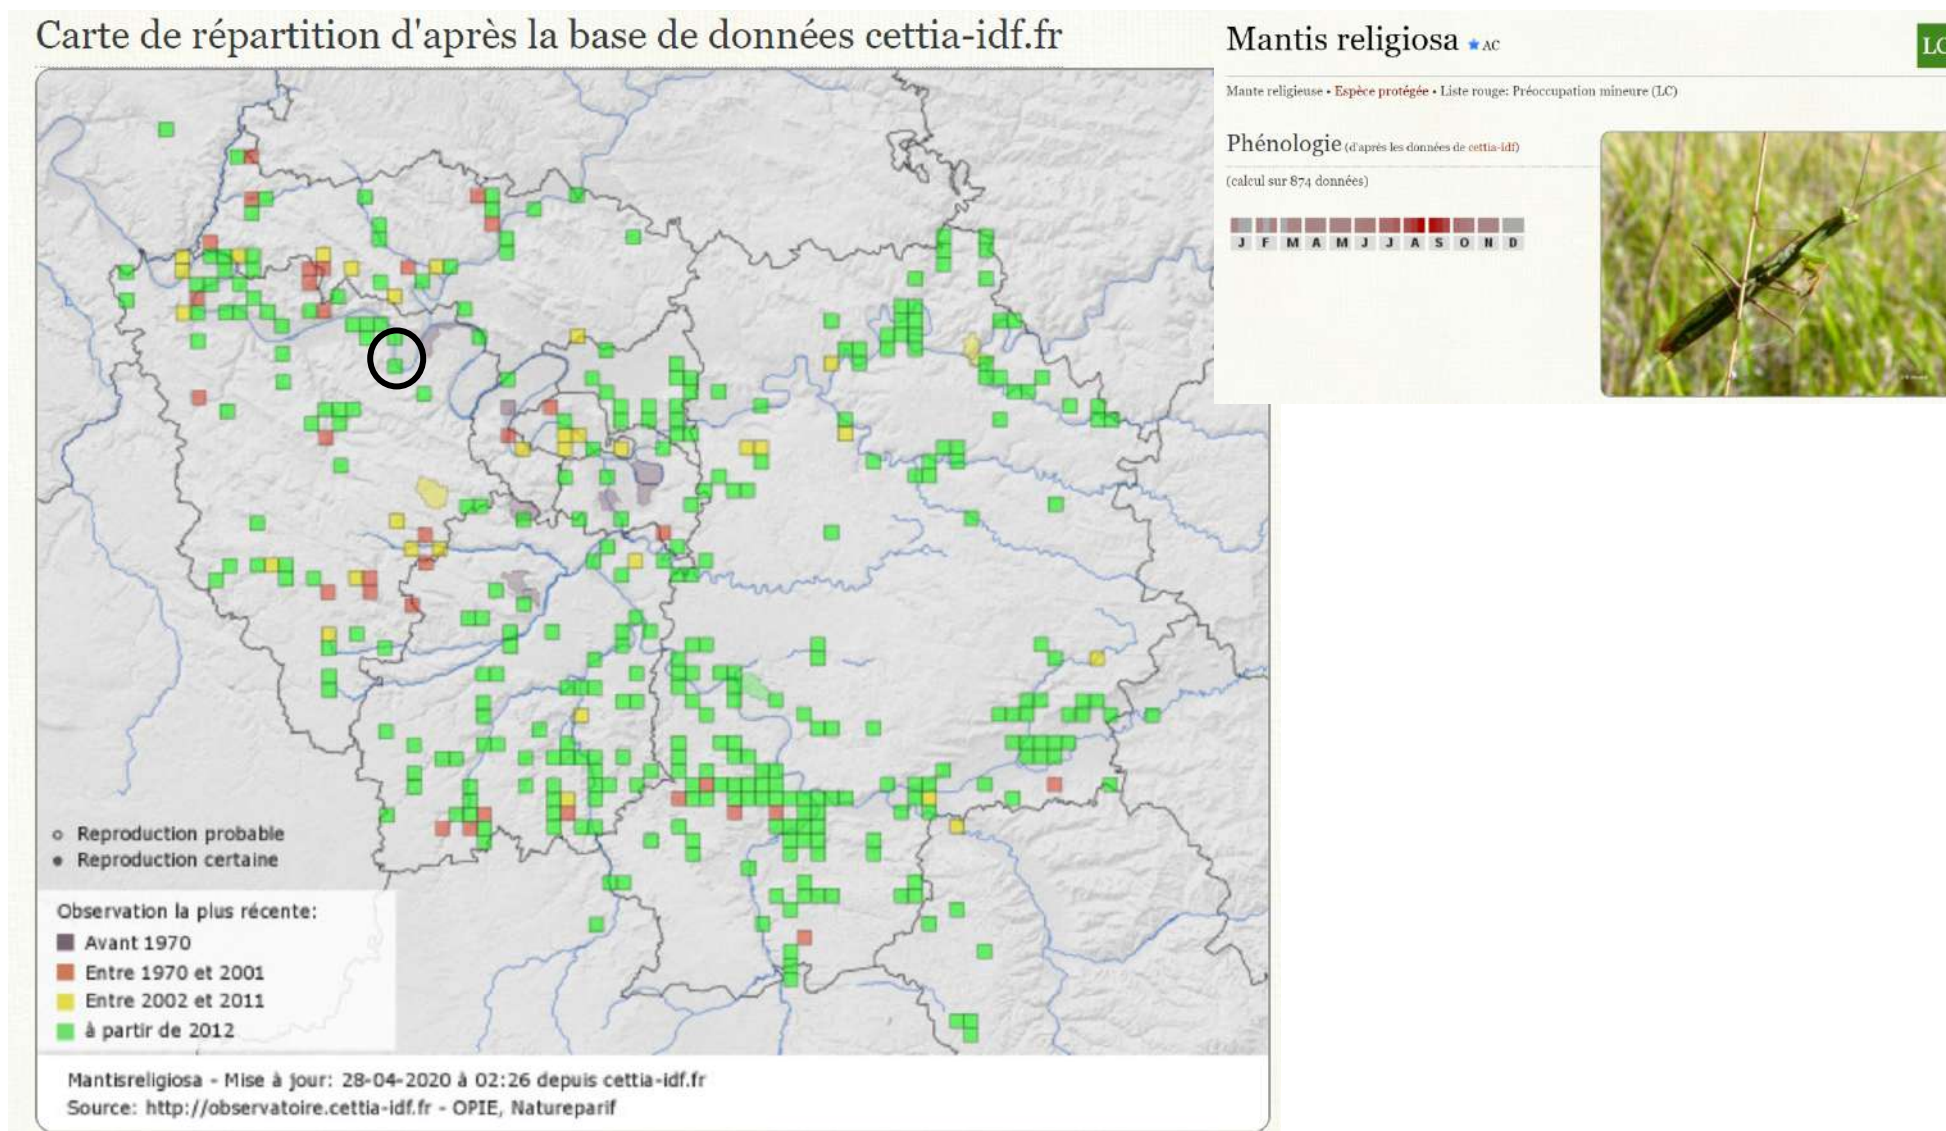 Carte de répartition d'après la base de données cettia-idf.fr
Reproduction probable
Reproduction certaine
Observation la plus récente:
Avant 1970
Entre 1970 et 2001
Entre 2002 et 2011
à partir de 2012
Mantisreligiosa - Mise à jour: 28-04-2020 à 02:26 depuis cettia-idf.fr
Source: http://observatoire.cettia-idf.fr - OPIE, Natureparif
Mantis religiosa AC
LC
Mante religieuse • Espèce protégée • Liste rouge: Préoccupation mineure (LC)
Phénologie (d'après les données de cettia-idf)
(calcul sur 874 données)
J F M A M J J A S O N D